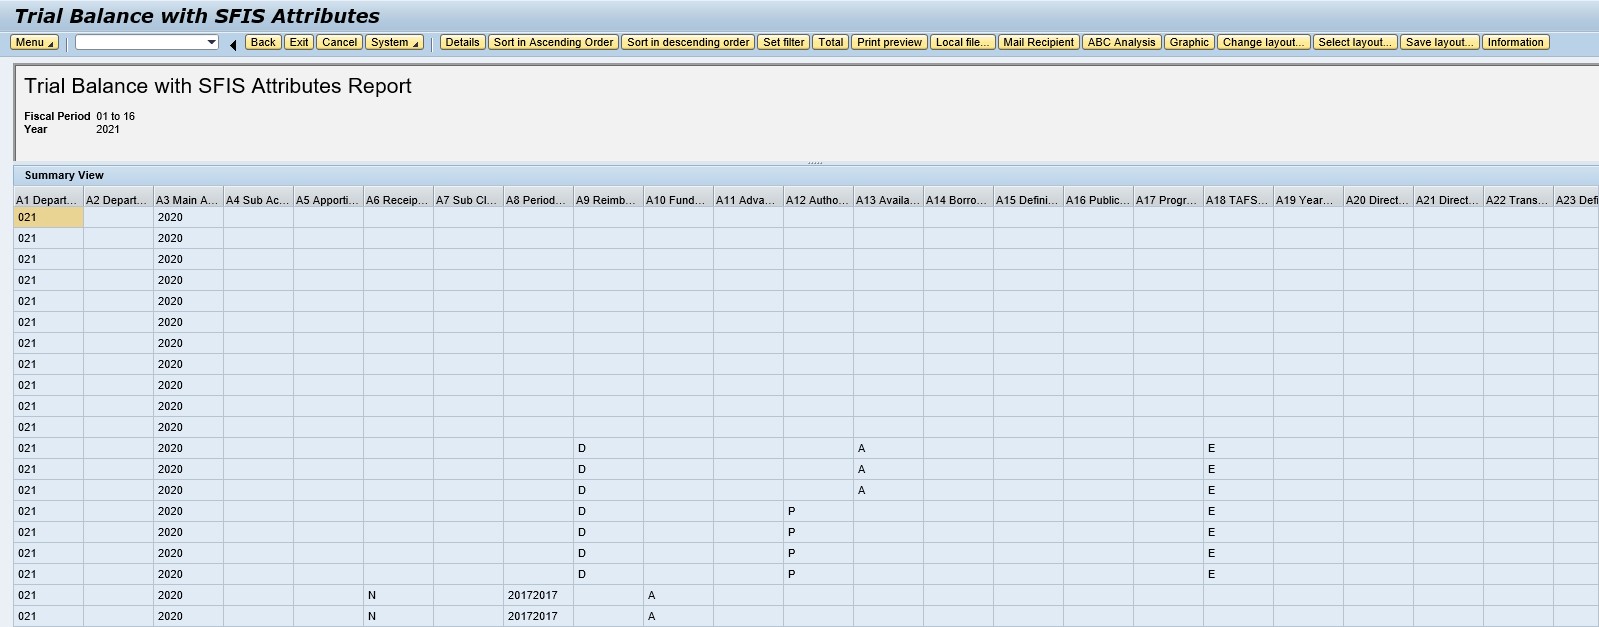 Trial Balance with SFIS Attributes
Menu Back Exit Cancel System Details Sort in Ascending Order Sort in descending order Set filter Total Print preview Local file... Mail Recipient ABC Analysis Graphic Change layout... Select layout... Save layout... Information
Trial Balance with SFIS Attributes Report
Fiscal Period 01 to 16
Year 2021
Summary View
A1 Depart... A2 Depart... A3 Main A... A4 Sub Ac... A5 Apporti... A6 Receip... A7 Sub Cl... A8 Period... A9 Reimb... A10 Fund... A11 Adva... A12 Autho... A13 Availa... A14 Borro... A15 Defini... A16 Public... A17 Progr... A18 TAFS... A19 Year... A20 Direct... A21 Direct... A22 Trans... A23 Defi
021 2020
021 2020
021 2020
021 2020
021 2020
021 2020
021 2020
021 2020
021 2020
021 2020
021 2020
021 2020 D A E
021 2020 D A E
021 2020 D A E
021 2020 D P E
021 2020 D P E
021 2020 D P E
021 2020 D P E
021 2020 N 20172017 A
021 2020 N 20172017 A